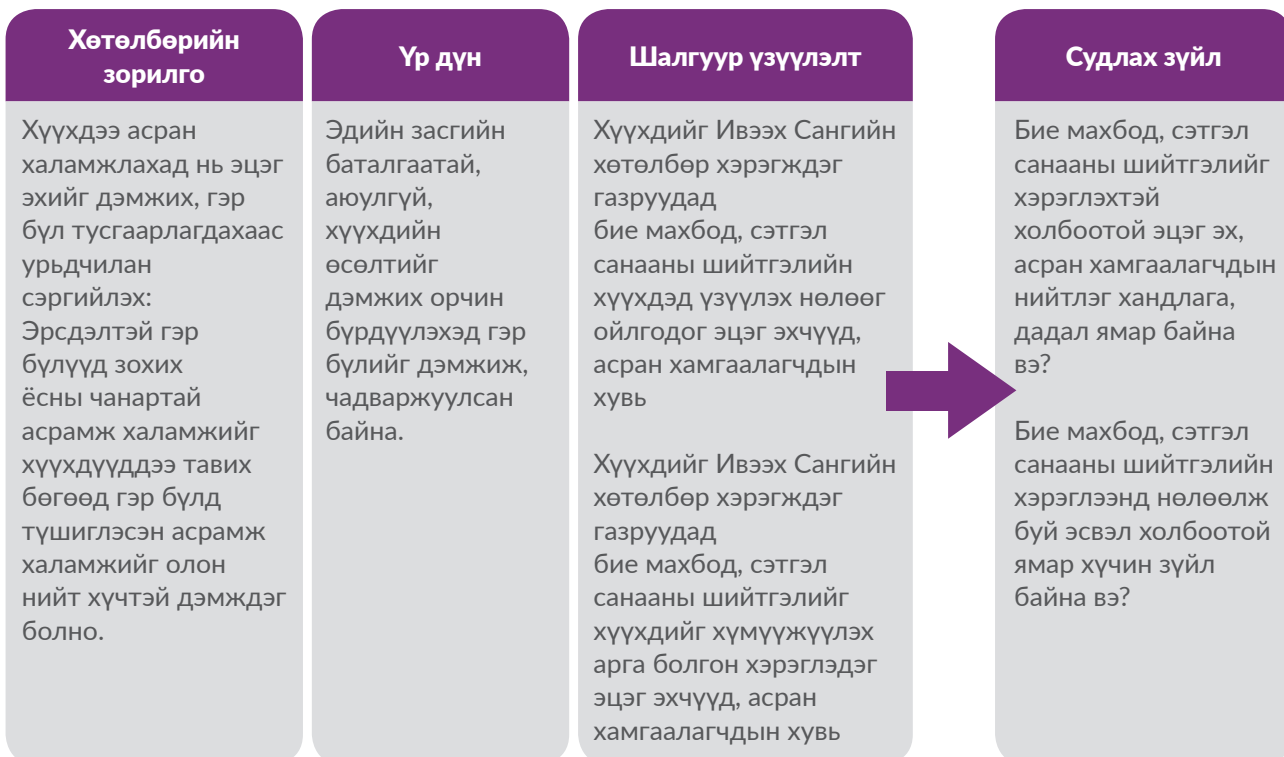 Хөтөлбөрийн
зорилго
Хүүхдээ асран
халамжлахад нь эцэг
эхийг дэмжих, гэр
бүл тусгаарлагдахаас
урьдчилан
сэргийлэх:
Эрсдэлтэй гэр
бүлүүд зохих
ёсны чанартай
асрамж халамжийг
хүүхдүүддээ тавих
бөгөөд гэр бүлд
түшиглэсэн асрамж
халамжийг олон
нийт хүчтэй дэмждэг
болно.
Үр дүн
Эдийн засгийн
баталгаатай,
аюулгүй,
хүүхдийн
өсөлтийг
дэмжих орчин
бүрдүүлэхэд гэр
бүлийг дэмжиж,
чадваржуулсан
байна.
Шалгуур үзүүлэлт
Хүүхдийг Ивээх Сангийн
хөтөлбөр хэрэгждэг
газруудад
бие махбод, сэтгэл
санааны шийтгэлийн
хүүхдэд үзүүлэх нөлөөг
ойлгодог эцэг эхчүүд,
асран хамгаалагчдын
хувь
Хүүхдийг Ивээх Сангийн
хөтөлбөр хэрэгждэг
газруудад
бие махбод, сэтгэл
санааны шийтгэлийг
хүүхдийг хүмүүжүүлэх
арга болгон хэрэглэдэг
эцэг эхчүүд, асран
хамгаалагчдын хувь
Судлах зүйл
Бие махбод, сэтгэл
санааны шийтгэлийг
хэрэглэхтэй
холбоотой эцэг эх,
асран хамгаалагчдын
нийтлэг хандлага,
дадал ямар байна
вэ?
Бие махбод, сэтгэл
санааны шийтгэлийн
хэрэглээнд нөлөөлж
буй эсвэл холбоотой
ямар хүчин зүйл
байна вэ?